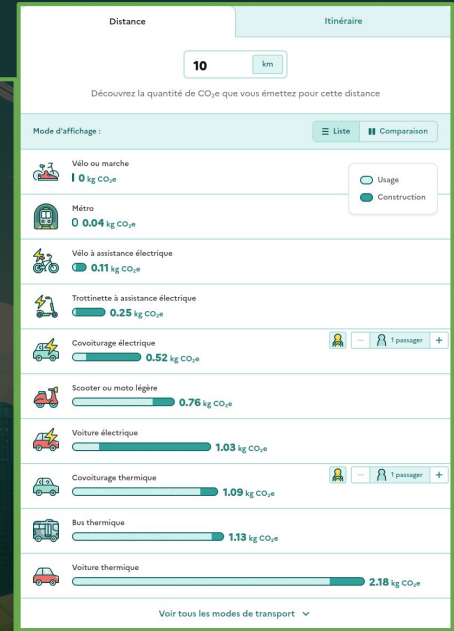 Distance
Itinéraire
10 km
Découvrez la quantité de CO₂e que vous émettez pour cette distance
Mode d'affichage :
Liste
Comparaison
Usage
Construction
Vélo ou marche
0 kg CO₂e
Métro
0.04 kg CO₂e
Vélo à assistance électrique
0.11 kg CO₂e
Trottinette à assistance électrique
0.25 kg CO₂e
Covoiturage électrique
− 1 passager +
0.52 kg CO₂e
Scooter ou moto légère
0.76 kg CO₂e
Voiture électrique
1.03 kg CO₂e
Covoiturage thermique
− 1 passager +
1.09 kg CO₂e
Bus thermique
1.13 kg CO₂e
Voiture thermique
2.18 kg CO₂e
Voir tous les modes de transport